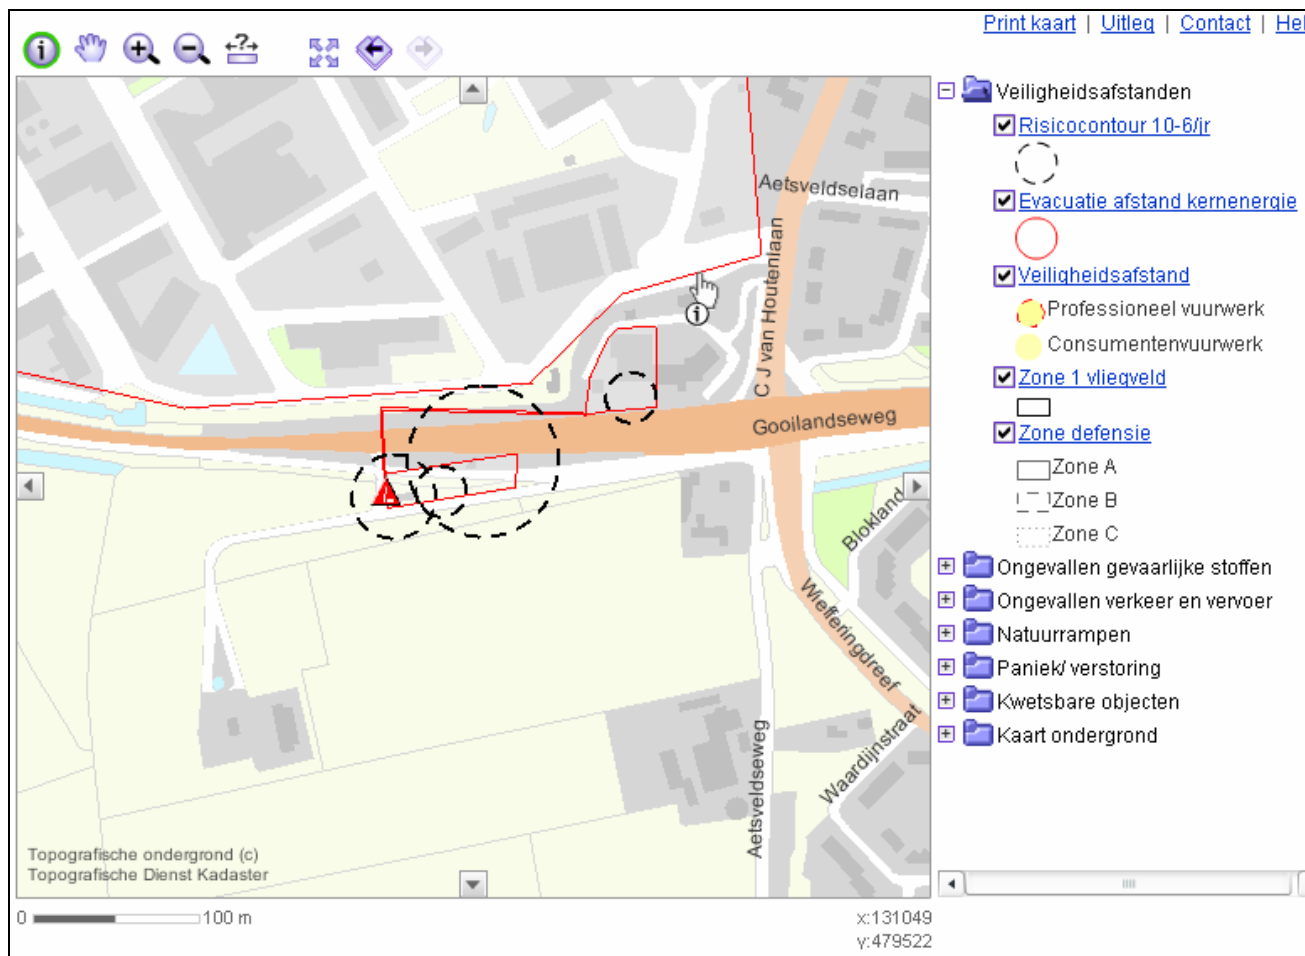 Print kaart | Uitleg | Contact | Hel
Veiligheidsafstanden
Risicocontour 10-6/jr
Evacuatie afstand kernenergie
Veiligheidsafstand
Professioneel vuurwerk
Consumentenvuurwerk
Zone 1 vliegveld
Zone defensie
Zone A
Zone B
Zone C
Ongevallen gevaarlijke stoffen
Ongevallen verkeer en vervoer
Natuurrampen
Paniek/ verstoring
Kwetsbare objecten
Kaart ondergrond
Aetsveldselaan
C J van Houtenlaan
Gooilandseweg
Blokland
Wiefferingdreef
Waardijnstraat
Aetsveldseweg
Topografische ondergrond (c)
Topografische Dienst Kadaster
0 100 m
x:131049
y:479522